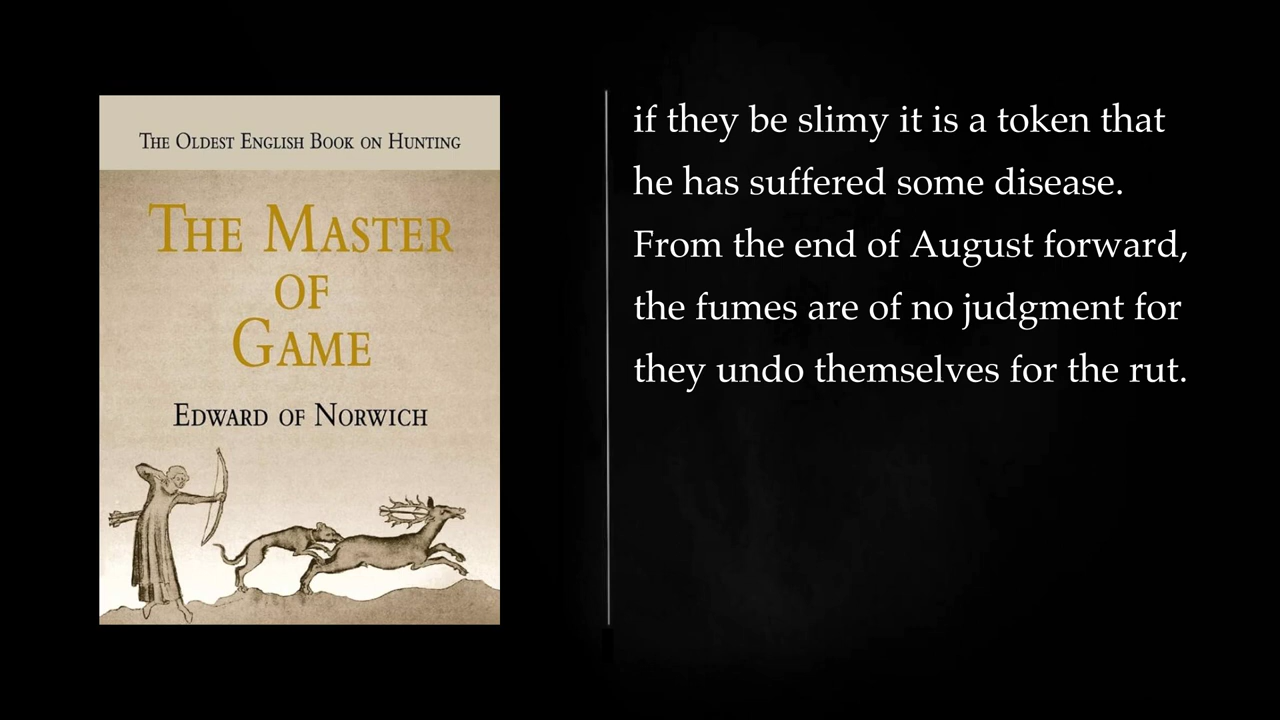 The Oldest English Book on Hunting
The Master
of
Game
Edward of Norwich
if they be slimy it is a token that
he has suffered some disease.
From the end of August forward,
the fumes are of no judgment for
they undo themselves for the rut.